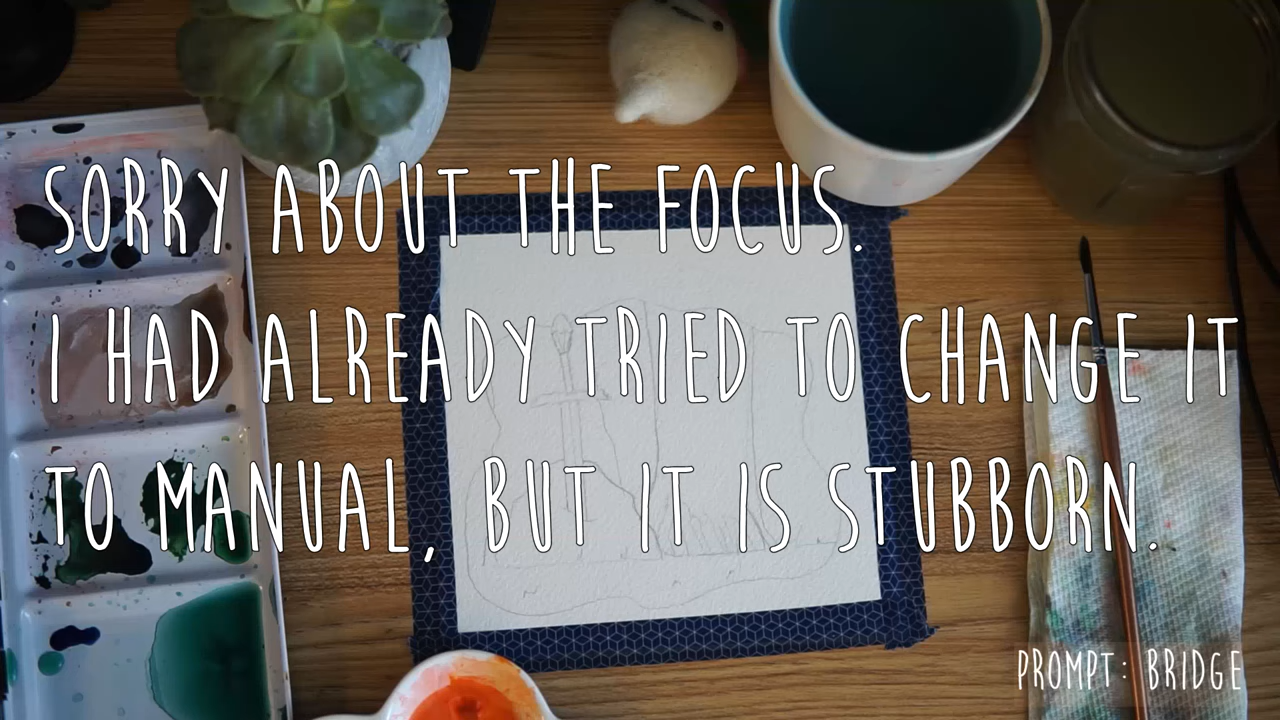 SORRY ABOUT THE FOCUS.
I HAD ALREADY TRIED TO CHANGE IT
TO MANUAL, BUT IT IS STUBBORN.
PROMPT: BRIDGE